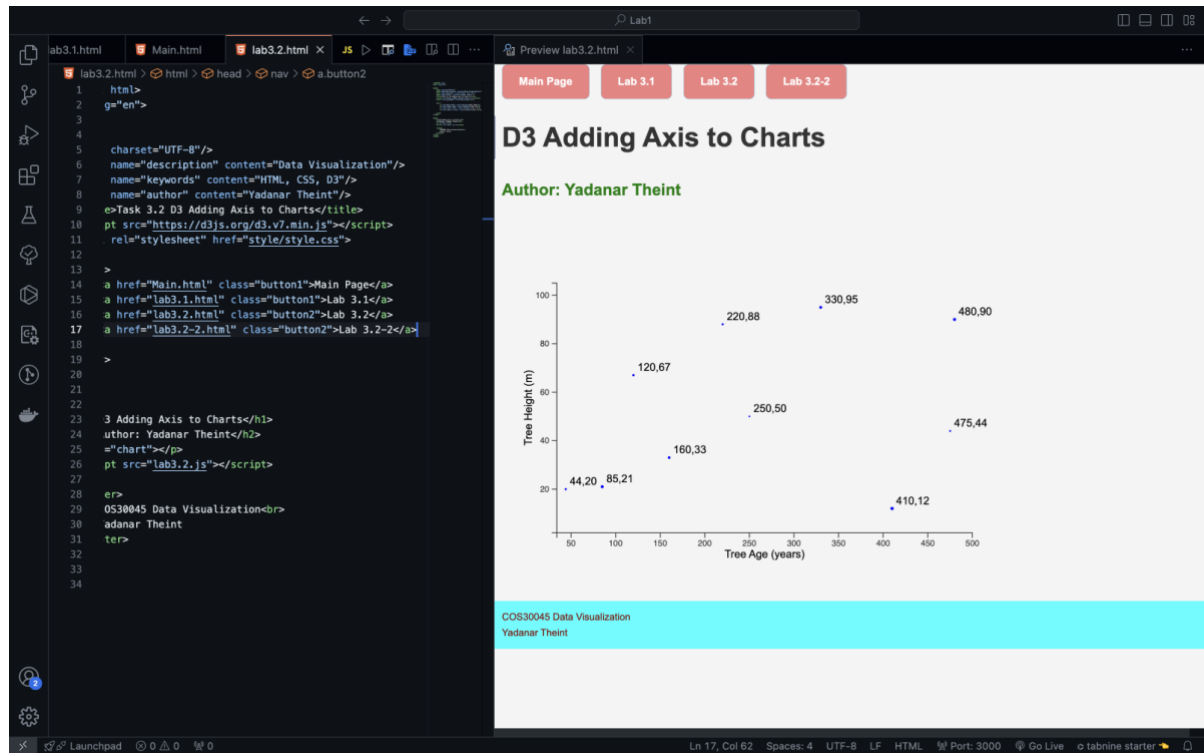 Lab1
lab3.1.html
Main.html
lab3.2.html
JS
Preview lab3.2.html
lab3.2.html > html > head > nav > a.button2
1 html>
2 g="en">
3
4
5 charset="UTF-8"/>
6 name="description" content="Data Visualization"/>
7 name="keywords" content="HTML, CSS, D3"/>
8 name="author" content="Yadanar Theint"/>
9 e>Task 3.2 D3 Adding Axis to Charts</title>
10 pt src="https://d3js.org/d3.v7.min.js"></script>
11 rel="stylesheet" href="style/style.css">
12
13 >
14 a href="Main.html" class="button1">Main Page</a>
15 a href="lab3.1.html" class="button1">Lab 3.1</a>
16 a href="lab3.2.html" class="button2">Lab 3.2</a>
17 a href="lab3.2-2.html" class="button2">Lab 3.2-2</a>
18
19 >
20
21
22
23 3 Adding Axis to Charts</h1>
24 uthor: Yadanar Theint</h2>
25 ="chart"></p>
26 pt src="lab3.2.js"></script>
27
28 er>
29 OS30045 Data Visualization<br>
30 adanar Theint
31 ter>
32
33
34
Main Page
Lab 3.1
Lab 3.2
Lab 3.2-2
D3 Adding Axis to Charts
Author: Yadanar Theint
Tree Height (m)
100
80
60
40
20
330,95
480,90
220,88
120,67
250,50
475,44
160,33
44,20
85,21
410,12
50 100 150 200 250 300 350 400 450 500
Tree Age (years)
COS30045 Data Visualization
Yadanar Theint
2
Launchpad 0 0 0
Ln 17, Col 62 Spaces: 4 UTF-8 LF HTML Port: 3000 Go Live tabnine starter